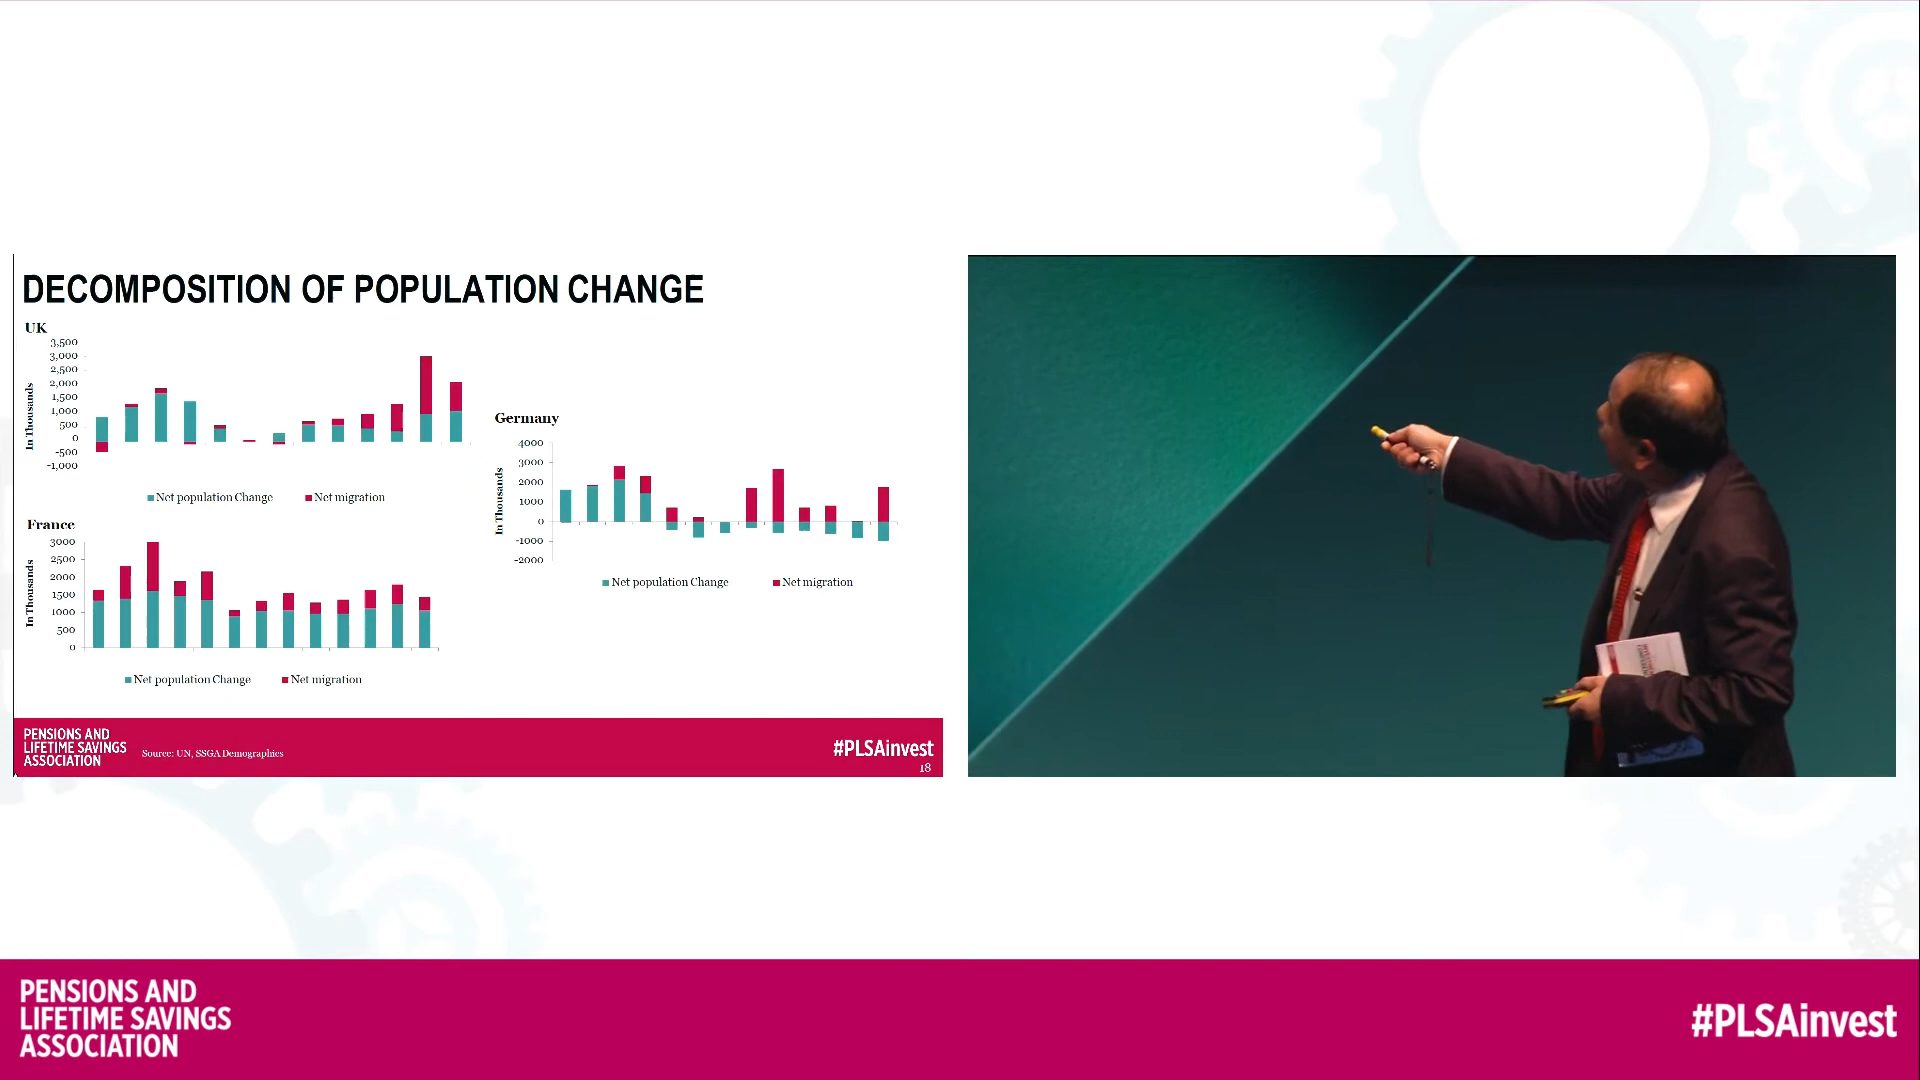 DECOMPOSITION OF POPULATION CHANGE
UK
In Thousands
3,500
3,000
2,500
2,000
1,500
1,000
500
0
-500
-1,000
Net population Change
Net migration
France
In Thousands
3000
2500
2000
1500
1000
500
0
Net population Change
Net migration
Germany
In Thousands
4000
3000
2000
1000
0
-1000
-2000
Net population Change
Net migration
PENSIONS AND
LIFETIME SAVINGS
ASSOCIATION
Source: UN, SSGA Demographics
#PLSAinvest
18
PENSIONS AND
LIFETIME SAVINGS
ASSOCIATION
#PLSAinvest